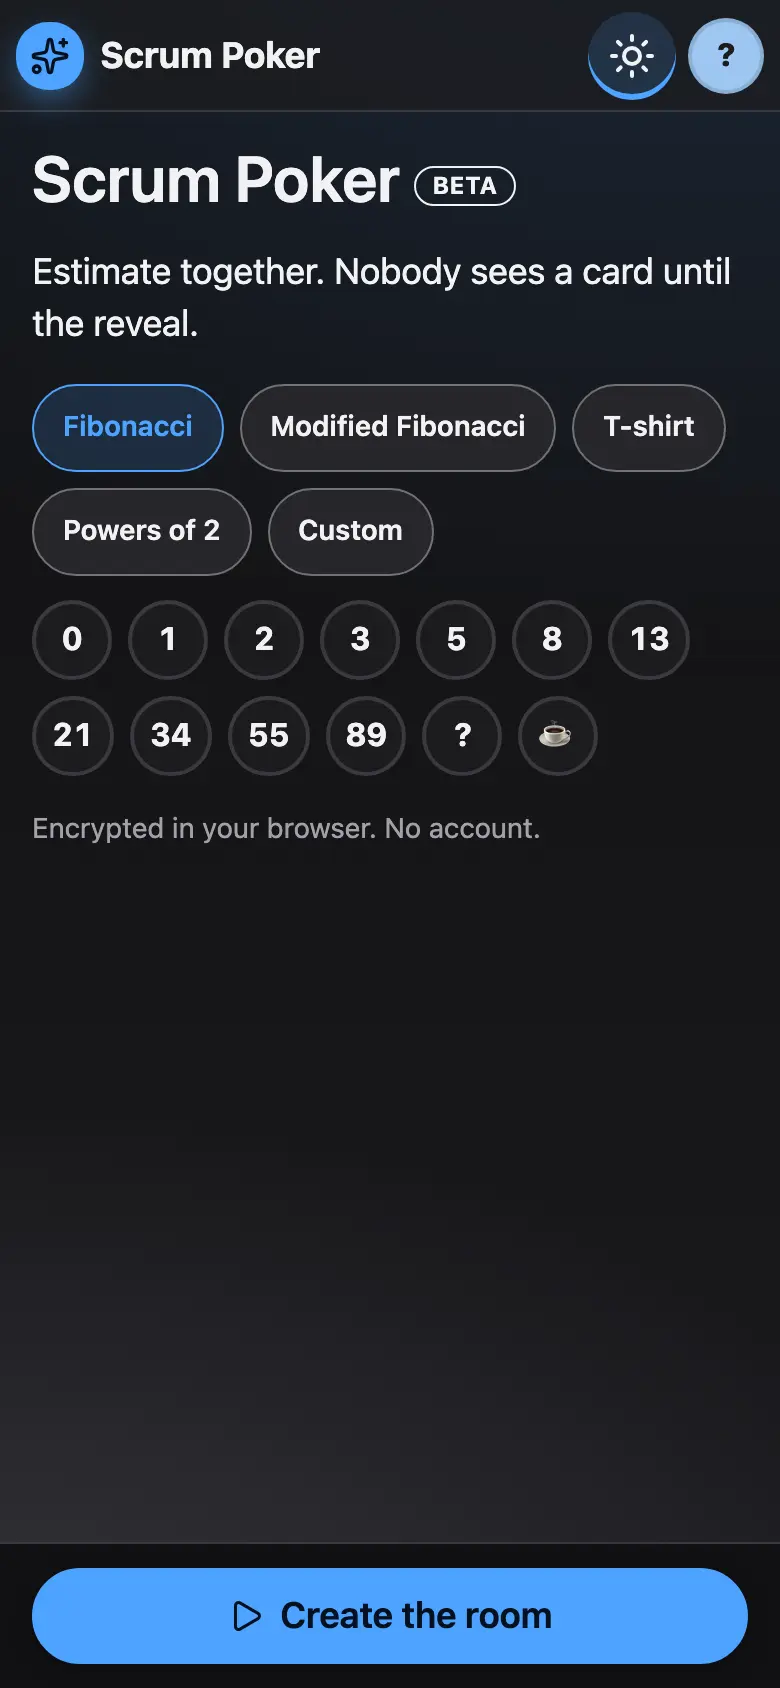 Scrum Poker
?
Scrum Poker BETA
Estimate together. Nobody sees a card until
the reveal.
Fibonacci Modified Fibonacci T-shirt
Powers of 2 Custom
0 1 2 3 5 8 13
21 34 55 89 ? ☕
Encrypted in your browser. No account.
Create the room